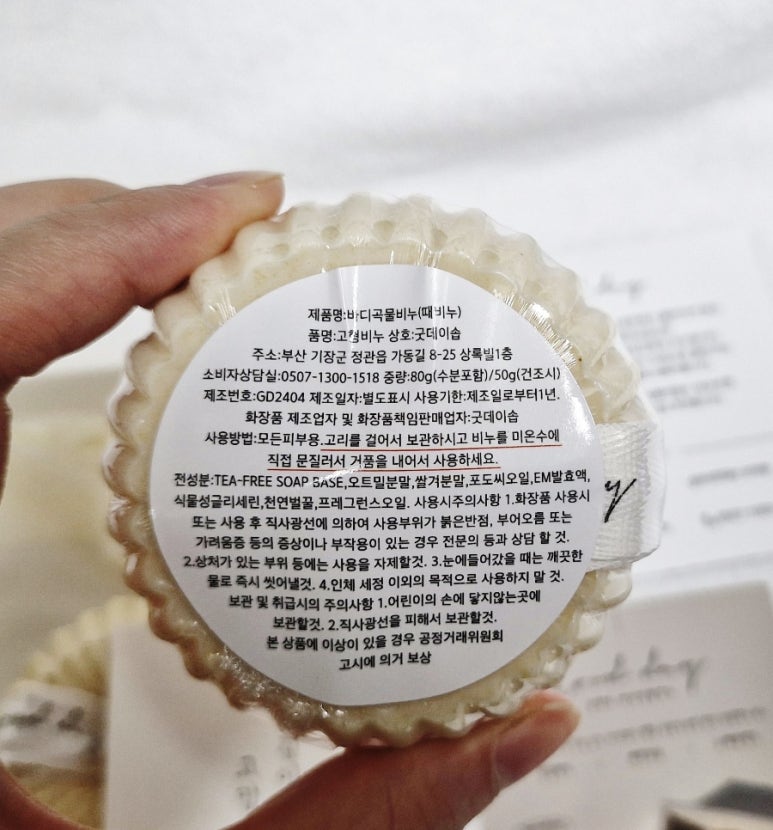 제품명:바디곡물비누(때비누)
품명:고형비누 상호:굿데이솝
주소:부산 기장군 정관읍 가동길 8-25 상록빌1층
소비자상담실:0507-1300-1518 중량:80g(수분포함)/50g(건조시)
제조번호:GD2404 제조일자:별도표시 사용기한:제조일로부터1년.
화장품 제조업자 및 화장품책임판매업자:굿데이솝
사용방법:모든피부용.고리를 걸어서 보관하시고 비누를 미온수에
직접 문질러서 거품을 내어서 사용하세요.
전성분:TEA-FREE SOAP BASE,오트밀분말,쌀겨분말,포도씨오일,EM발효액,
식물성글리세린,천연벌꿀,프레그런스오일. 사용시주의사항 1.화장품 사용시
또는 사용 후 직사광선에 의하여 사용부위가 붉은반점, 부어오름 또는
가려움증 등의 증상이나 부작용이 있는 경우 전문의 등과 상담 할 것.
2.상처가 있는 부위 등에는 사용을 자제할것. 3.눈에들어갔을 때는 깨끗한
물로 즉시 씻어낼것. 4.인체 세정 이외의 목적으로 사용하지 말 것.
보관 및 취급시의 주의사항 1.어린이의 손에 닿지않는곳에
보관할것. 2.직사광선을 피해서 보관할것.
본 상품에 이상이 있을 경우 공정거래위원회
고시에 의거 보상
y